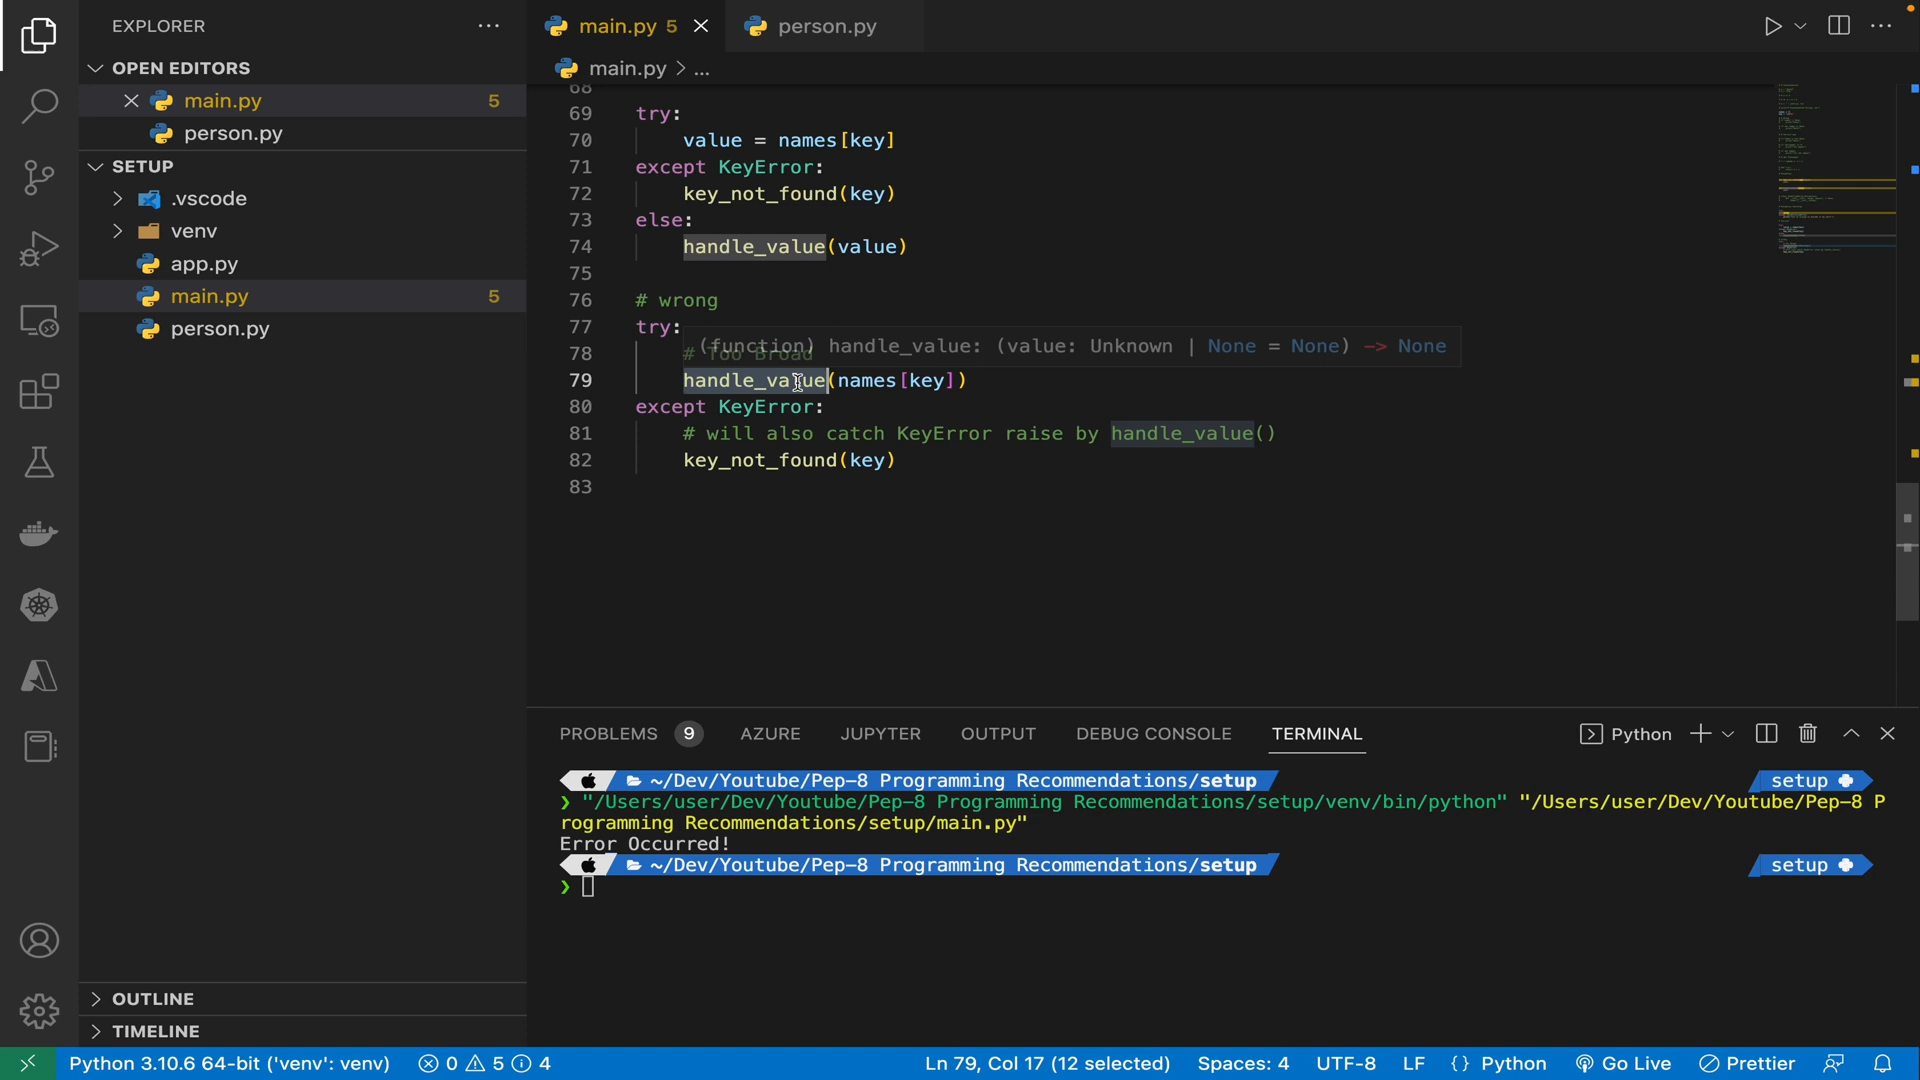 EXPLORER
OPEN EDITORS
main.py 5
person.py
SETUP
.vscode
venv
app.py
main.py 5
person.py
OUTLINE
TIMELINE
main.py 5
person.py
main.py > ...
68
69 try:
70 value = names[key]
71 except KeyError:
72 key_not_found(key)
73 else:
74 handle_value(value)
75
76 # wrong
77 try:
(function) handle_value: (value: Unknown | None = None) -> None
78 # Too Broad
79 handle_value(names[key])
80 except KeyError:
81 # will also catch KeyError raise by handle_value()
82 key_not_found(key)
83
PROBLEMS 9 AZURE JUPYTER OUTPUT DEBUG CONSOLE TERMINAL Python
~/Dev/Youtube/Pep-8 Programming Recommendations/setup setup
❯ "/Users/user/Dev/Youtube/Pep-8 Programming Recommendations/setup/venv/bin/python" "/Users/user/Dev/Youtube/Pep-8 P
rogramming Recommendations/setup/main.py"
Error Occurred!
~/Dev/Youtube/Pep-8 Programming Recommendations/setup setup
❯
Python 3.10.6 64-bit ('venv': venv) 0 5 4 Ln 79, Col 17 (12 selected) Spaces: 4 UTF-8 LF {} Python Go Live Prettier